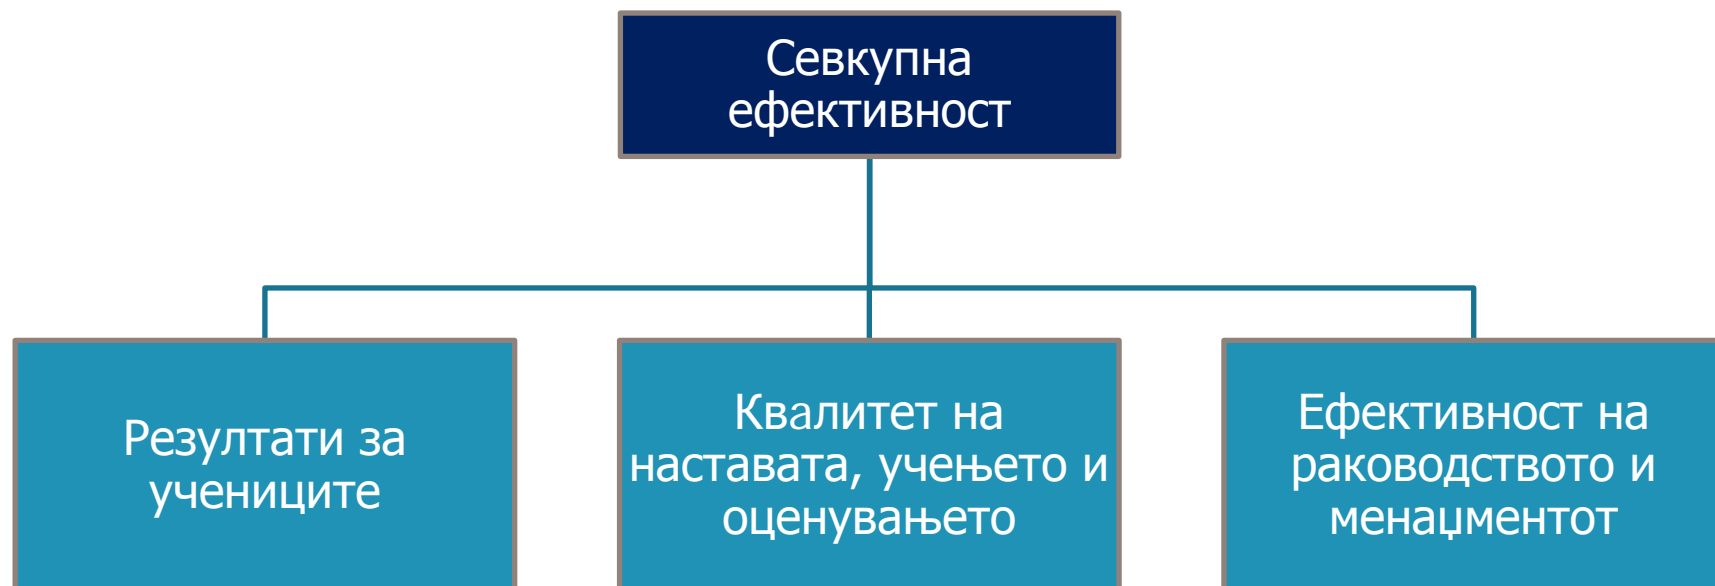 Севкупна
ефективност
Резултати за
учениците
Квалитет на
наставата, учењето и
оценувањето
Ефективност на
раководството и
менаџментот